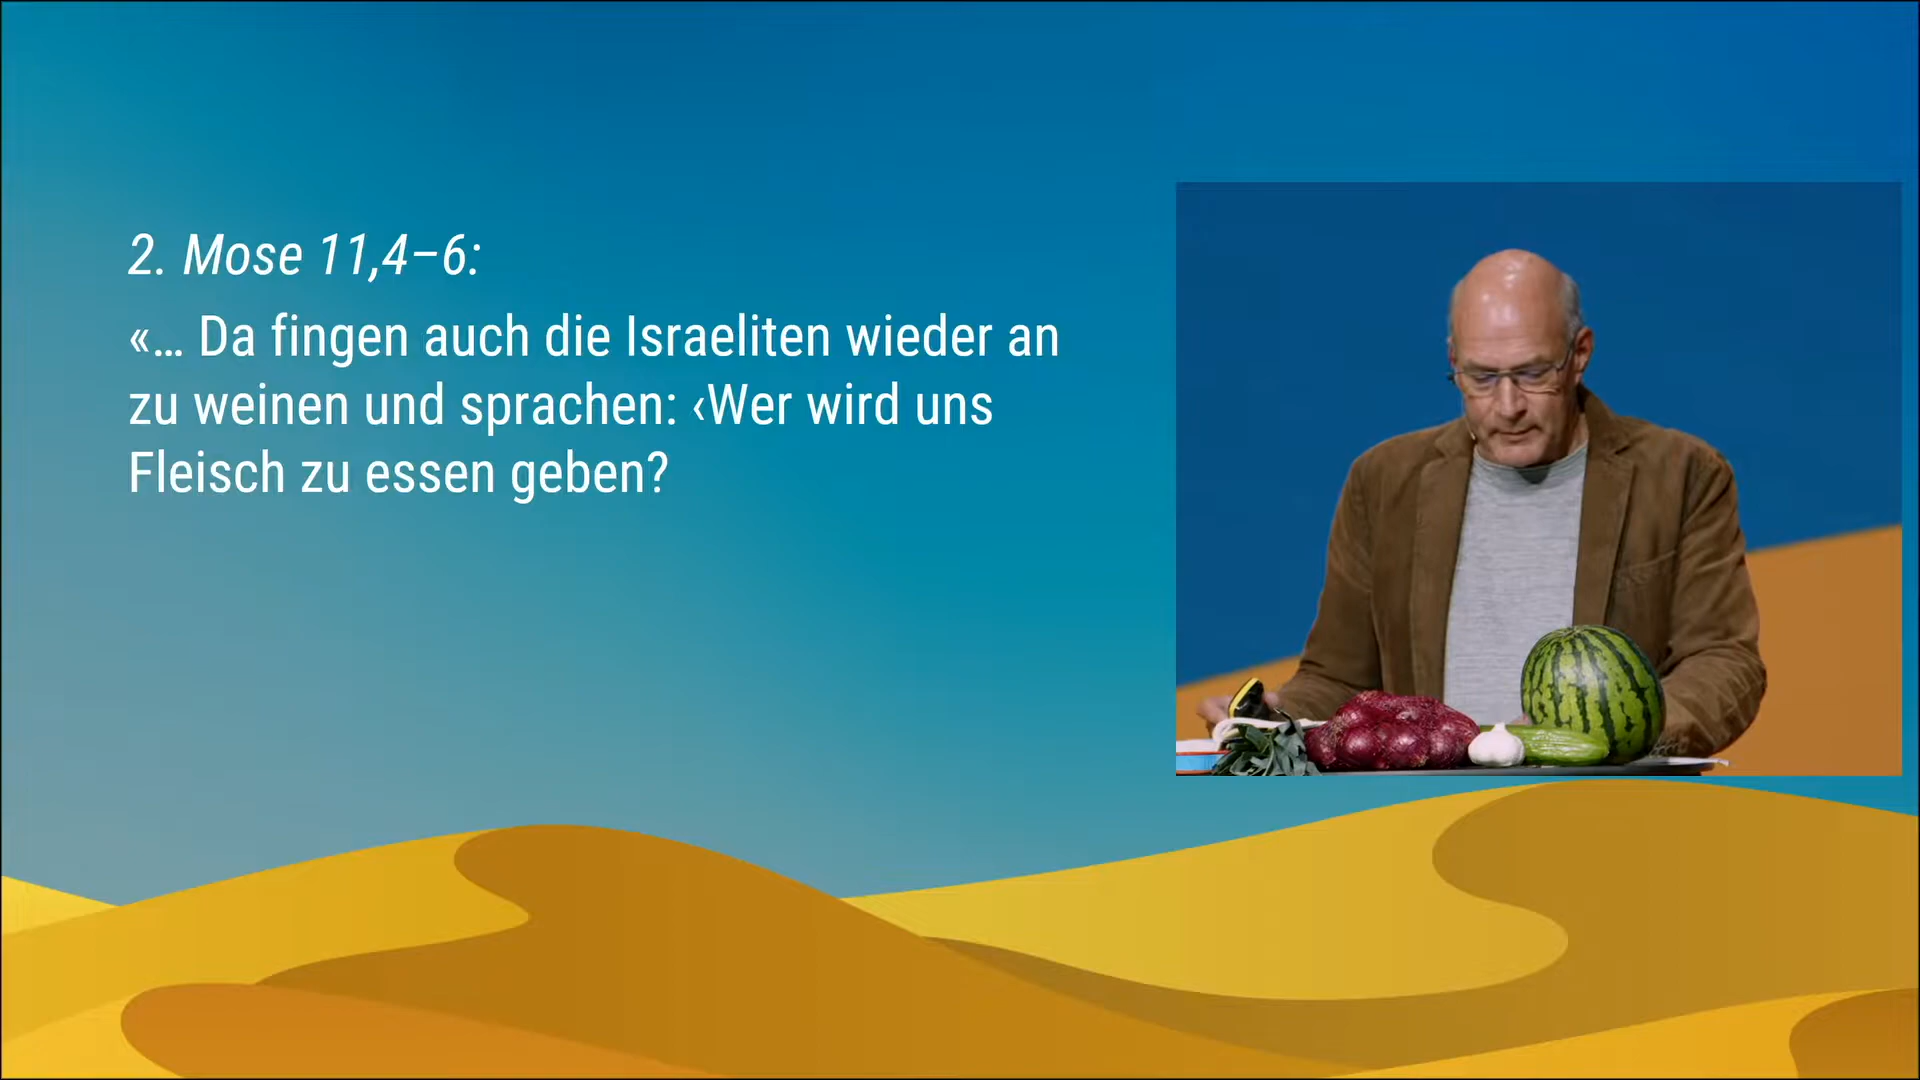 2. Mose 11,4–6:
«… Da fingen auch die Israeliten wieder an
zu weinen und sprachen: ‹Wer wird uns
Fleisch zu essen geben?